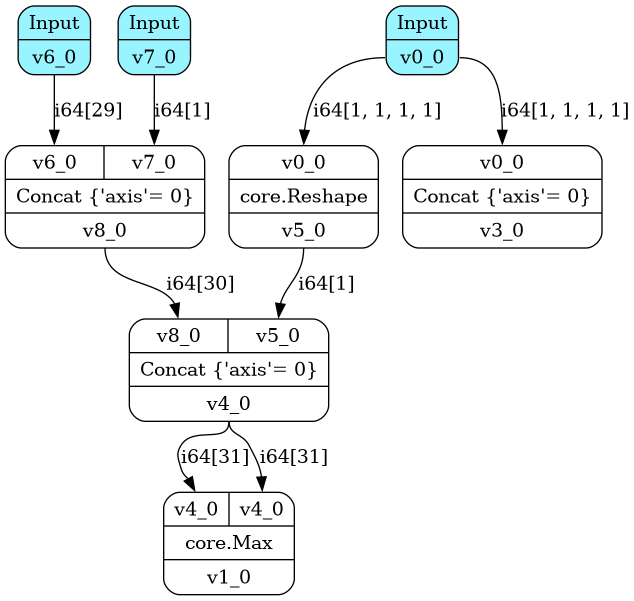 Input
v6_0
Input
v7_0
Input
v0_0
i64[29]
i64[1]
i64[1, 1, 1, 1]
i64[1, 1, 1, 1]
v6_0 v7_0
Concat {'axis'= 0}
v8_0
v0_0
core.Reshape
v5_0
v0_0
Concat {'axis'= 0}
v3_0
i64[30]
i64[1]
v8_0 v5_0
Concat {'axis'= 0}
v4_0
i64[31]
i64[31]
v4_0 v4_0
core.Max
v1_0